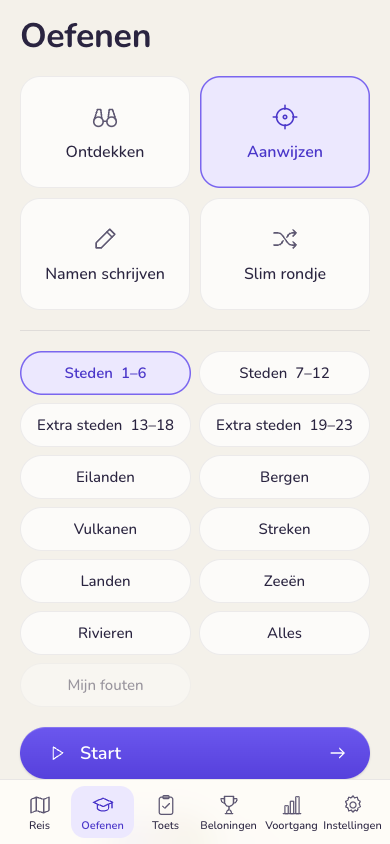 Oefenen
Ontdekken
Aanwijzen
Namen schrijven
Slim rondje
Steden 1–6
Steden 7–12
Extra steden 13–18
Extra steden 19–23
Eilanden
Bergen
Vulkanen
Streken
Landen
Zeeën
Rivieren
Alles
Mijn fouten
Start
Reis
Oefenen
Toets
Beloningen
Voortgang
Instellingen